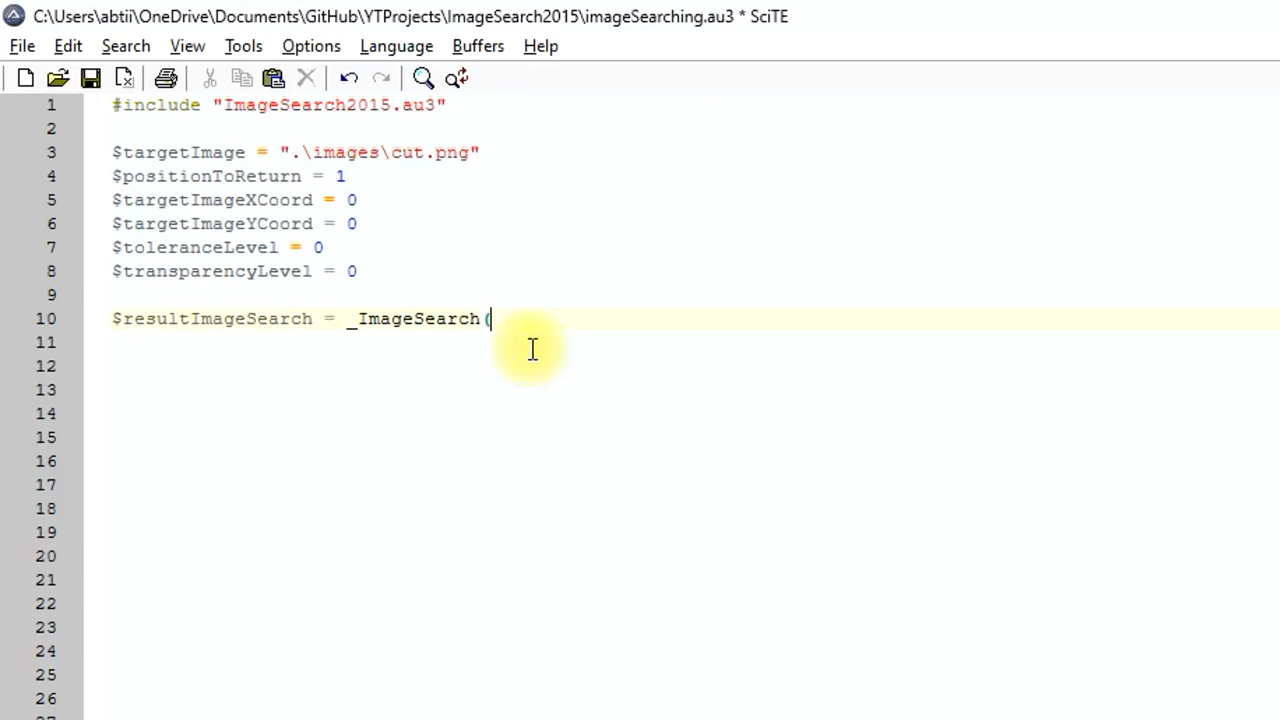 C:\Users\abtii\OneDrive\Documents\GitHub\YTProjects\ImageSearch2015\imageSearching.au3 * SciTE
File Edit Search View Tools Options Language Buffers Help
1 #include "ImageSearch2015.au3"
2
3 $targetImage = ".\images\cut.png"
4 $positionToReturn = 1
5 $targetImageXCoord = 0
6 $targetImageYCoord = 0
7 $toleranceLevel = 0
8 $transparencyLevel = 0
9
10 $resultImageSearch = _ImageSearch(
11
12
13
14
15
16
17
18
19
20
21
22
23
24
25
26